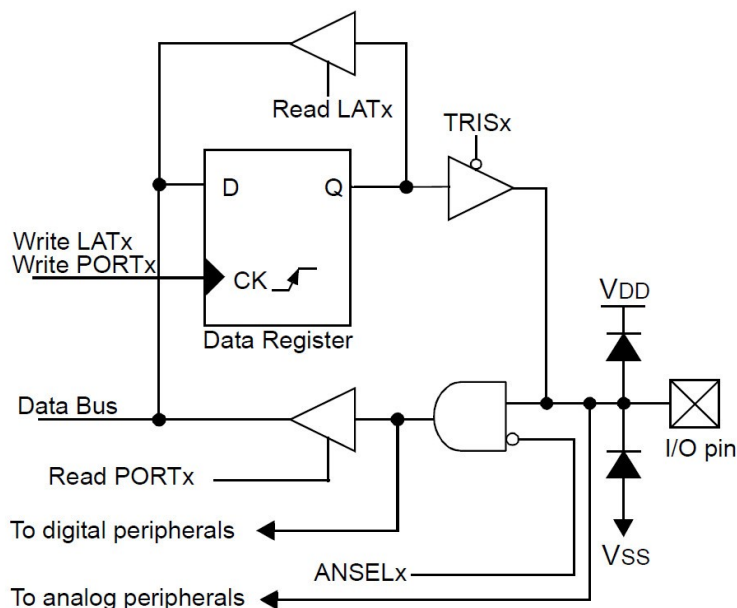 Read LATx
TRISx
D
Q
Write LATx
Write PORTx
CK
Data Register
VDD
Data Bus
I/O pin
Read PORTx
To digital peripherals
VSS
ANSELx
To analog peripherals